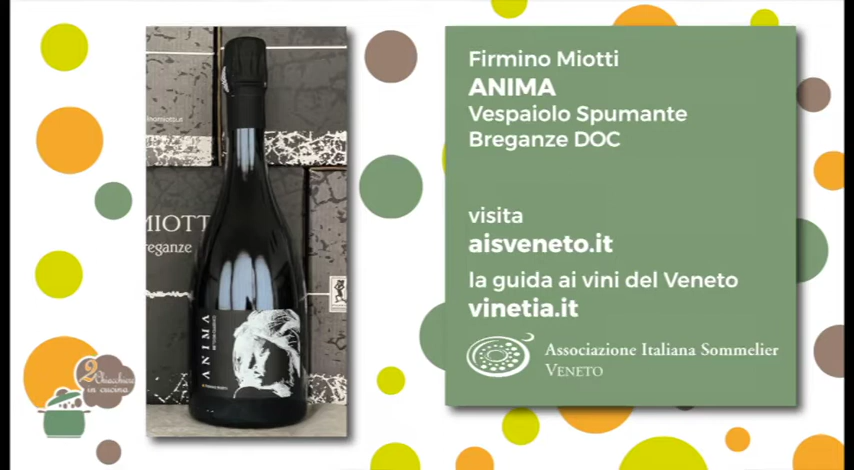 Firmino Miotti
ANIMA
Vespaiolo Spumante
Breganze DOC
visita
aisveneto.it
la guida ai vini del Veneto
vinetia.it
Associazione Italiana Sommelier
VENETO
MIOTT
reganze
ANIMA
2 Chiacchiere
in cucina